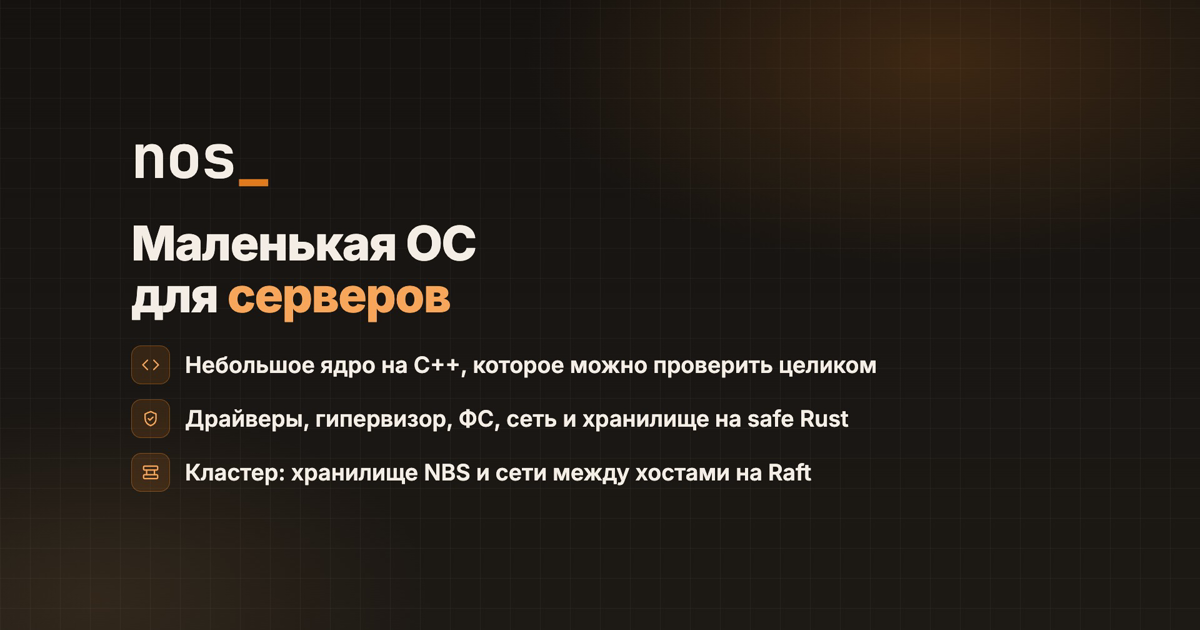 nos_
Маленькая ОС
для серверов
Небольшое ядро на C++, которое можно проверить целиком
Драйверы, гипервизор, ФС, сеть и хранилище на safe Rust
Кластер: хранилище NBS и сети между хостами на Raft